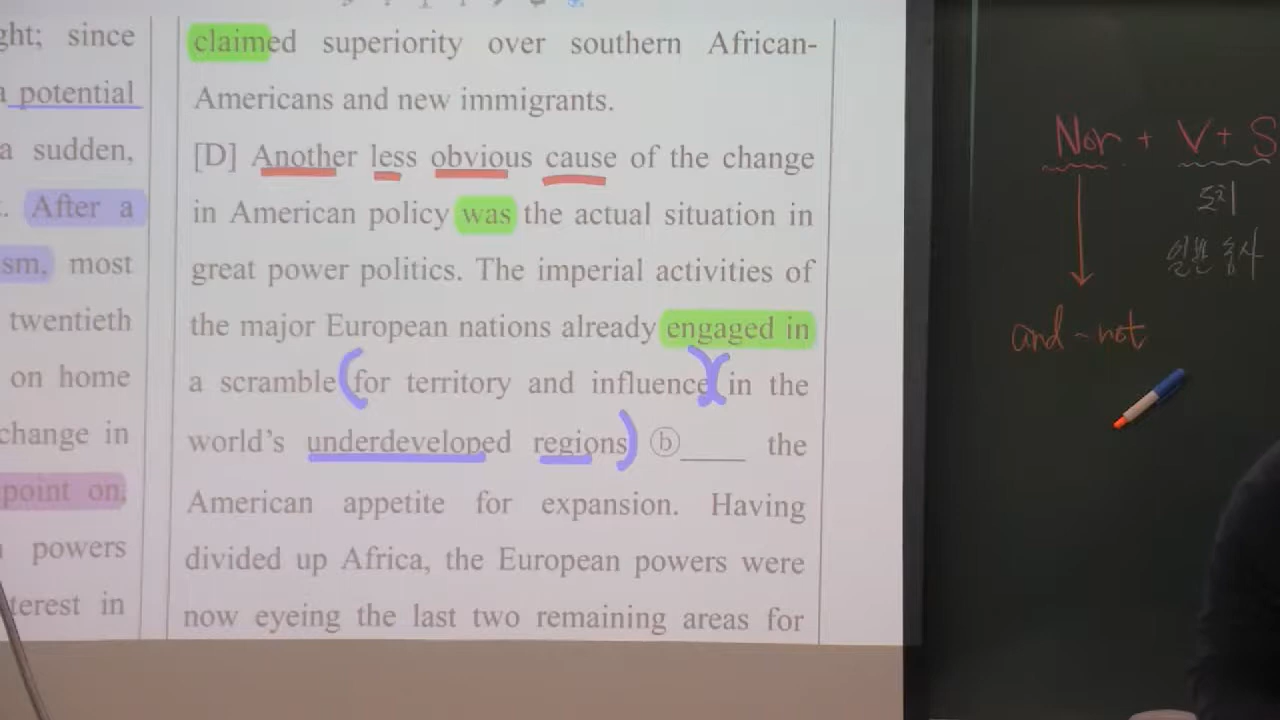 ght; since
a potential
a sudden,
. After a
sm, most
twentieth
on home
change in
point on,
powers
terest in
claimed superiority over southern African-
Americans and new immigrants.
[D] Another less obvious cause of the change
in American policy was the actual situation in
great power politics. The imperial activities of
the major European nations already engaged in
a scramble (for territory and influence)(in the
world's underdeveloped regions) ⓑ____ the
American appetite for expansion. Having
divided up Africa, the European powers were
now eyeing the last two remaining areas for
Nor + V + S
도치
일반 동사
and ~ not